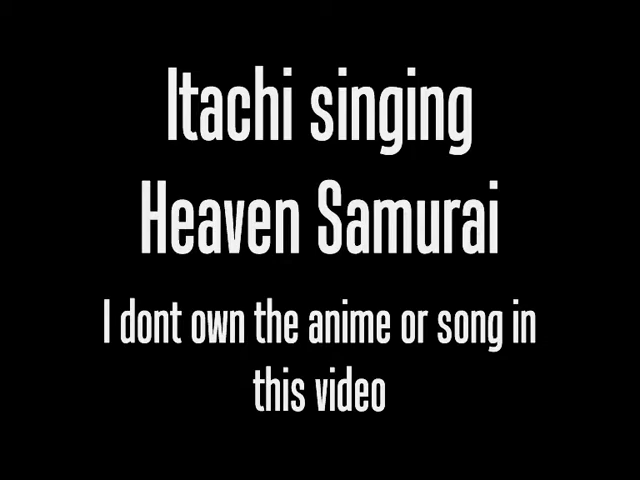 Itachi singing
Heaven Samurai
I dont own the anime or song in
this video